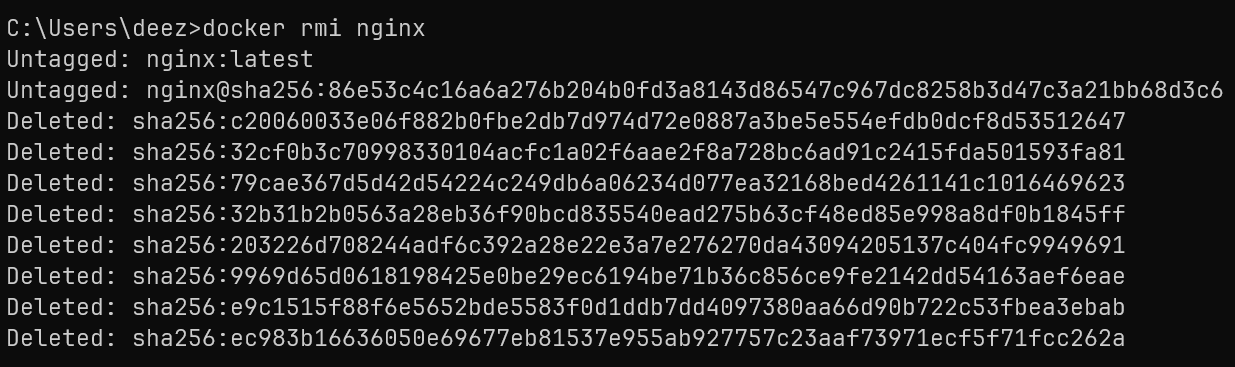 C:\Users\deez>docker rmi nginx
Untagged: nginx:latest
Untagged: nginx@sha256:86e53c4c16a6a276b204b0fd3a8143d86547c967dc8258b3d47c3a21bb68d3c6
Deleted: sha256:c20060033e06f882b0fbe2db7d974d72e0887a3be5e554efdb0dcf8d53512647
Deleted: sha256:32cf0b3c70998330104acfc1a02f6aae2f8a728bc6ad91c2415fda501593fa81
Deleted: sha256:79cae367d5d42d54224c249db6a06234d077ea32168bed4261141c1016469623
Deleted: sha256:32b31b2b0563a28eb36f90bcd835540ead275b63cf48ed85e998a8df0b1845ff
Deleted: sha256:203226d708244adf6c392a28e22e3a7e276270da43094205137c404fc9949691
Deleted: sha256:9969d65d0618198425e0be29ec6194be71b36c856ce9fe2142dd54163aef6eae
Deleted: sha256:e9c1515f88f6e5652bde5583f0d1ddb7dd4097380aa66d90b722c53fbea3ebab
Deleted: sha256:ec983b16636050e69677eb81537e955ab927757c23aaf73971ecf5f71fcc262a